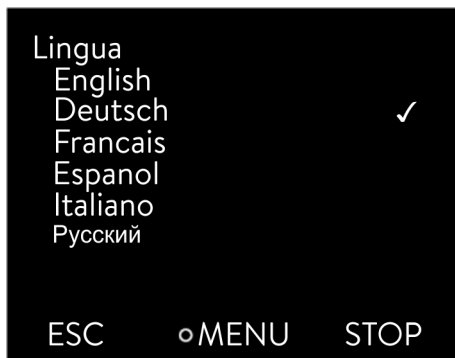 Lingua
English
Deutsch ✓
Francais
Espanol
Italiano
Русский
ESC MENU STOP